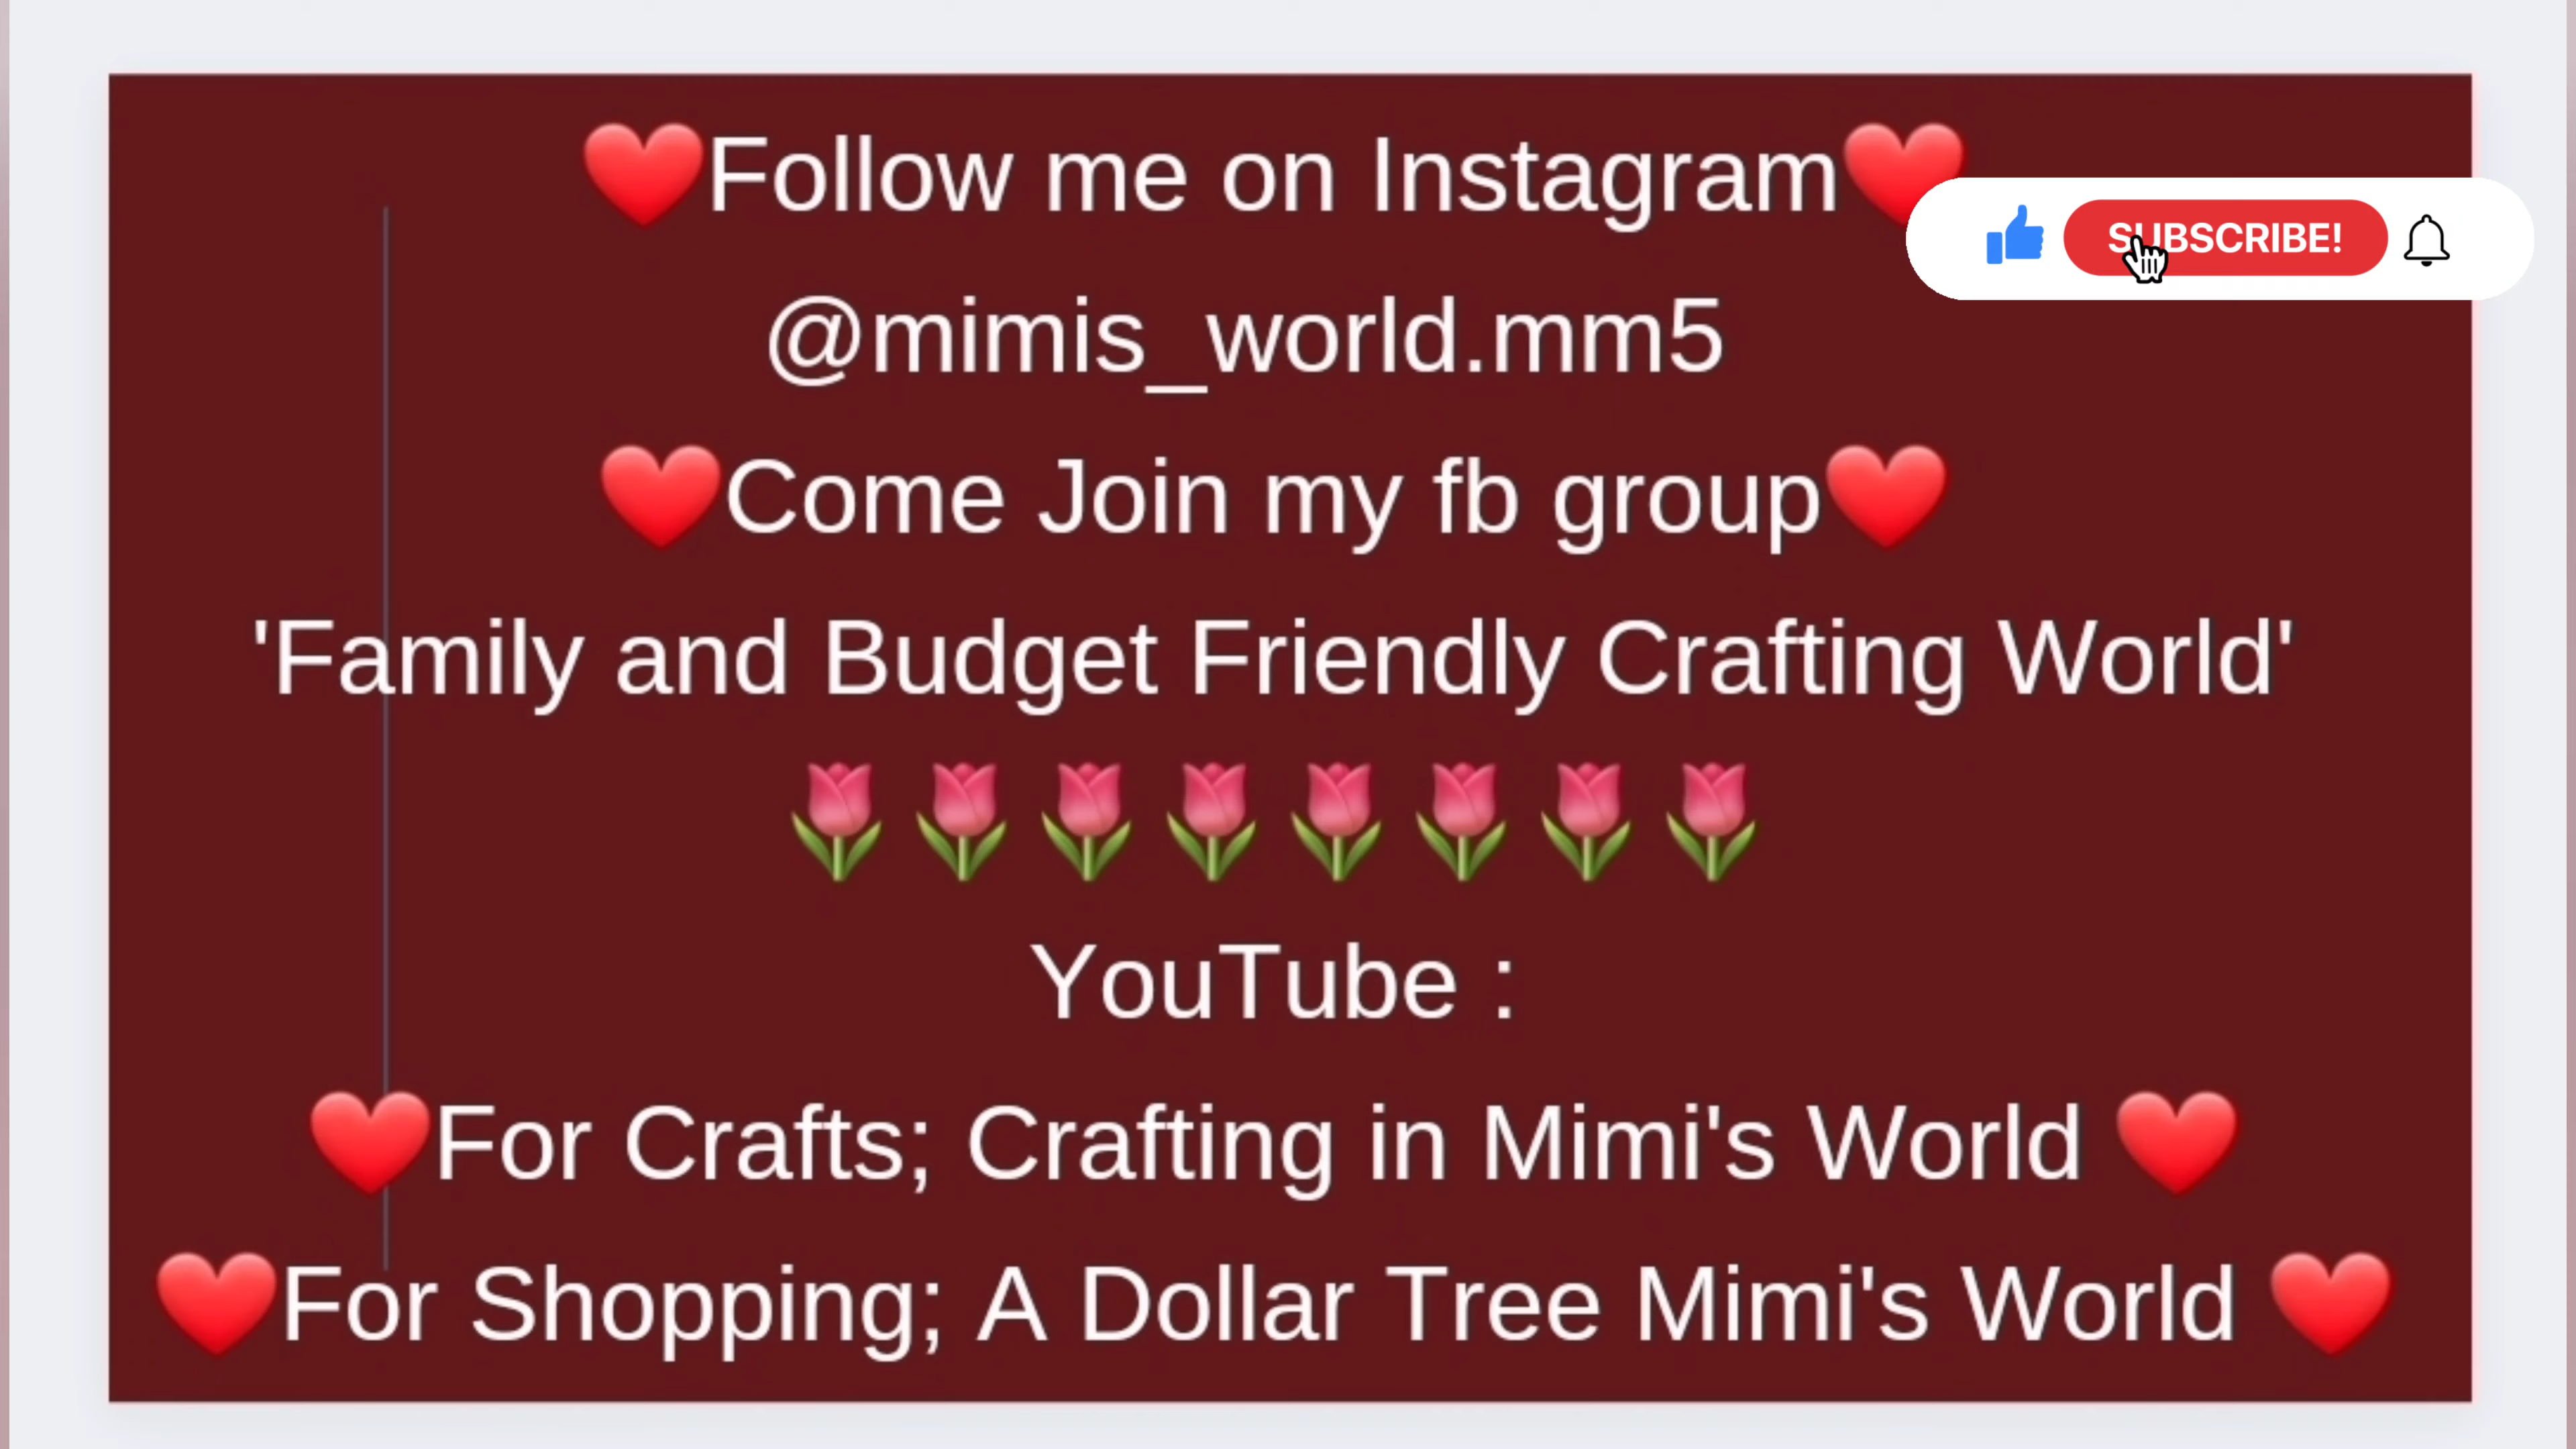 ❤️Follow me on Instagram❤️
SUBSCRIBE!
@mimis_world.mm5
❤️Come Join my fb group❤️
'Family and Budget Friendly Crafting World'
🌷🌷🌷🌷🌷🌷🌷🌷
YouTube :
❤️For Crafts; Crafting in Mimi's World ❤️
❤️For Shopping; A Dollar Tree Mimi's World ❤️